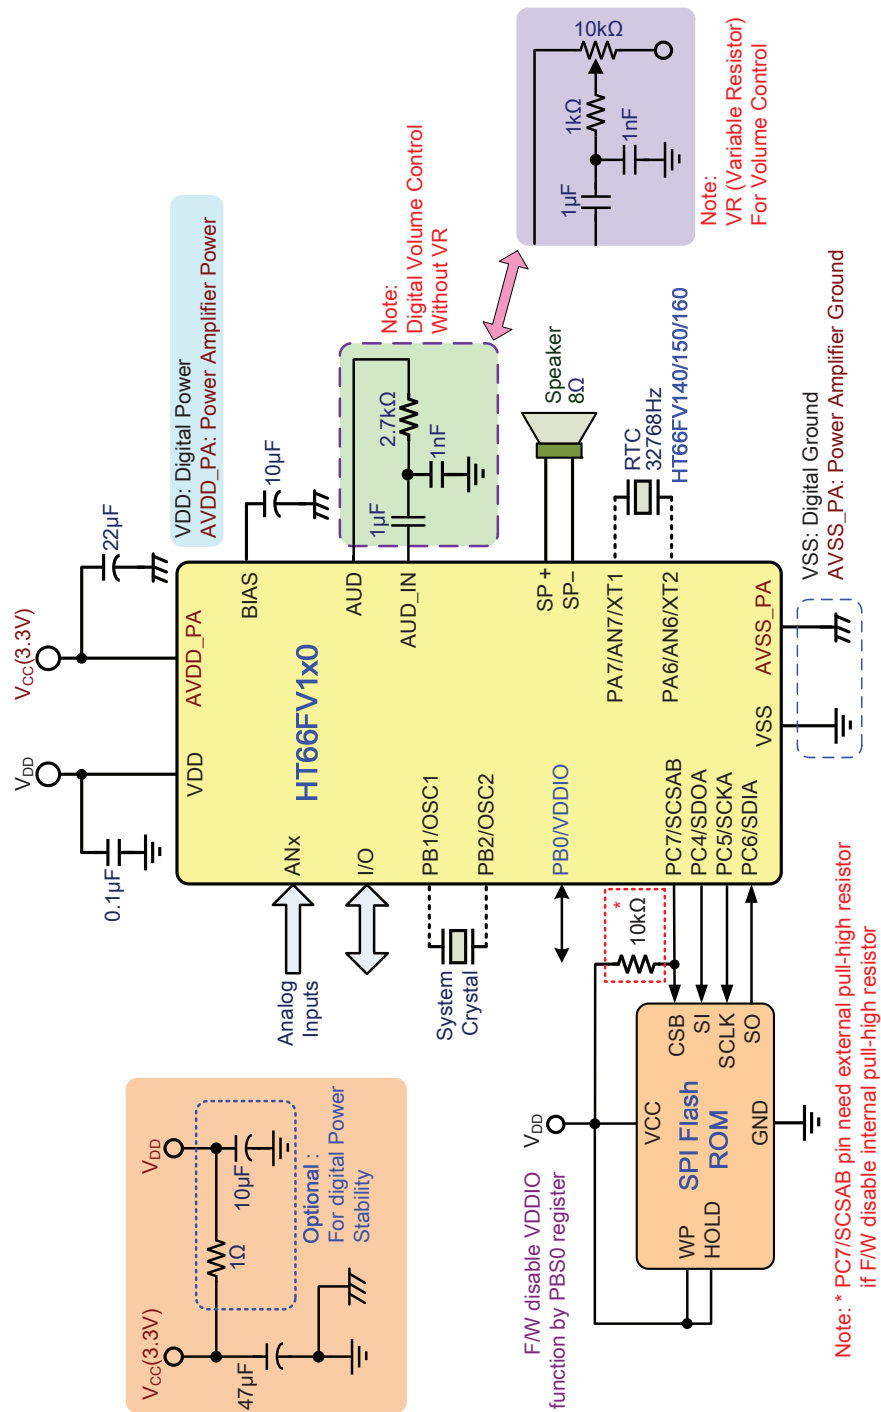 VCC(3.3V)
VDD
47µF
1Ω
10µF
Optional :
For digital Power
Stability
VDD
0.1µF
VCC(3.3V)
22µF
VDD: Digital Power
AVDD_PA: Power Amplifier Power
VDD
AVDD_PA
HT66FV1x0
Analog
Inputs
ANx
I/O
System
Crystal
PB1/OSC1
PB2/OSC2
PB0/VDDIO
PC7/SCSAB
PC4/SDOA
PC5/SCKA
PC6/SDIA
BIAS
10µF
AUD
AUD_IN
1µF
2.7kΩ
1nF
Note:
Digital Volume Control
Without VR
10kΩ
1kΩ
1µF
1nF
Note:
VR (Variable Resistor)
For Volume Control
SP+
SP−
Speaker
8Ω
PA7/AN7/XT1
PA6/AN6/XT2
RTC
32768Hz
HT66FV140/150/160
VSS
AVSS_PA
VSS: Digital Ground
AVSS_PA: Power Amplifier Ground
F/W disable VDDIO
function by PBS0 register
VDD
*
10kΩ
VCC
CSB
SI
SCLK
SO
SPI Flash
ROM
WP
HOLD
GND
Note: * PC7/SCSAB pin need external pull-high resistor
if F/W disable internal pull-high resistor